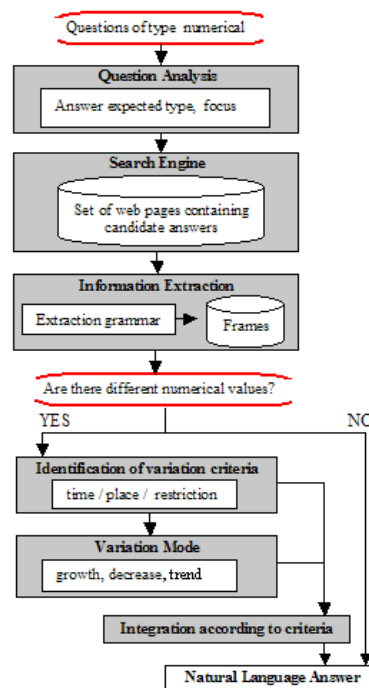 Questions of type numerical
Question Analysis
Answer expected type, focus
Search Engine
Set of web pages containing
candidate answers
Information Extraction
Extraction grammar
Frames
Are there different numerical values?
YES
NO
Identification of variation criteria
time / place / restriction
Variation Mode
growth, decrease, trend
Integration according to criteria
Natural Language Answer